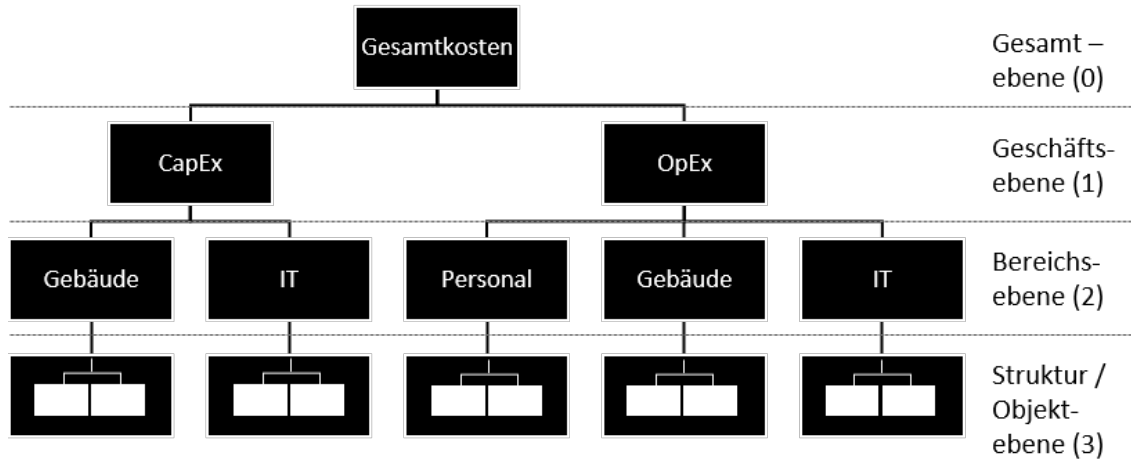 Gesamtkosten
Gesamt –
ebene (0)
CapEx
OpEx
Geschäfts-
ebene (1)
Gebäude
IT
Personal
Gebäude
IT
Bereichs-
ebene (2)
Struktur /
Objekt-
ebene (3)